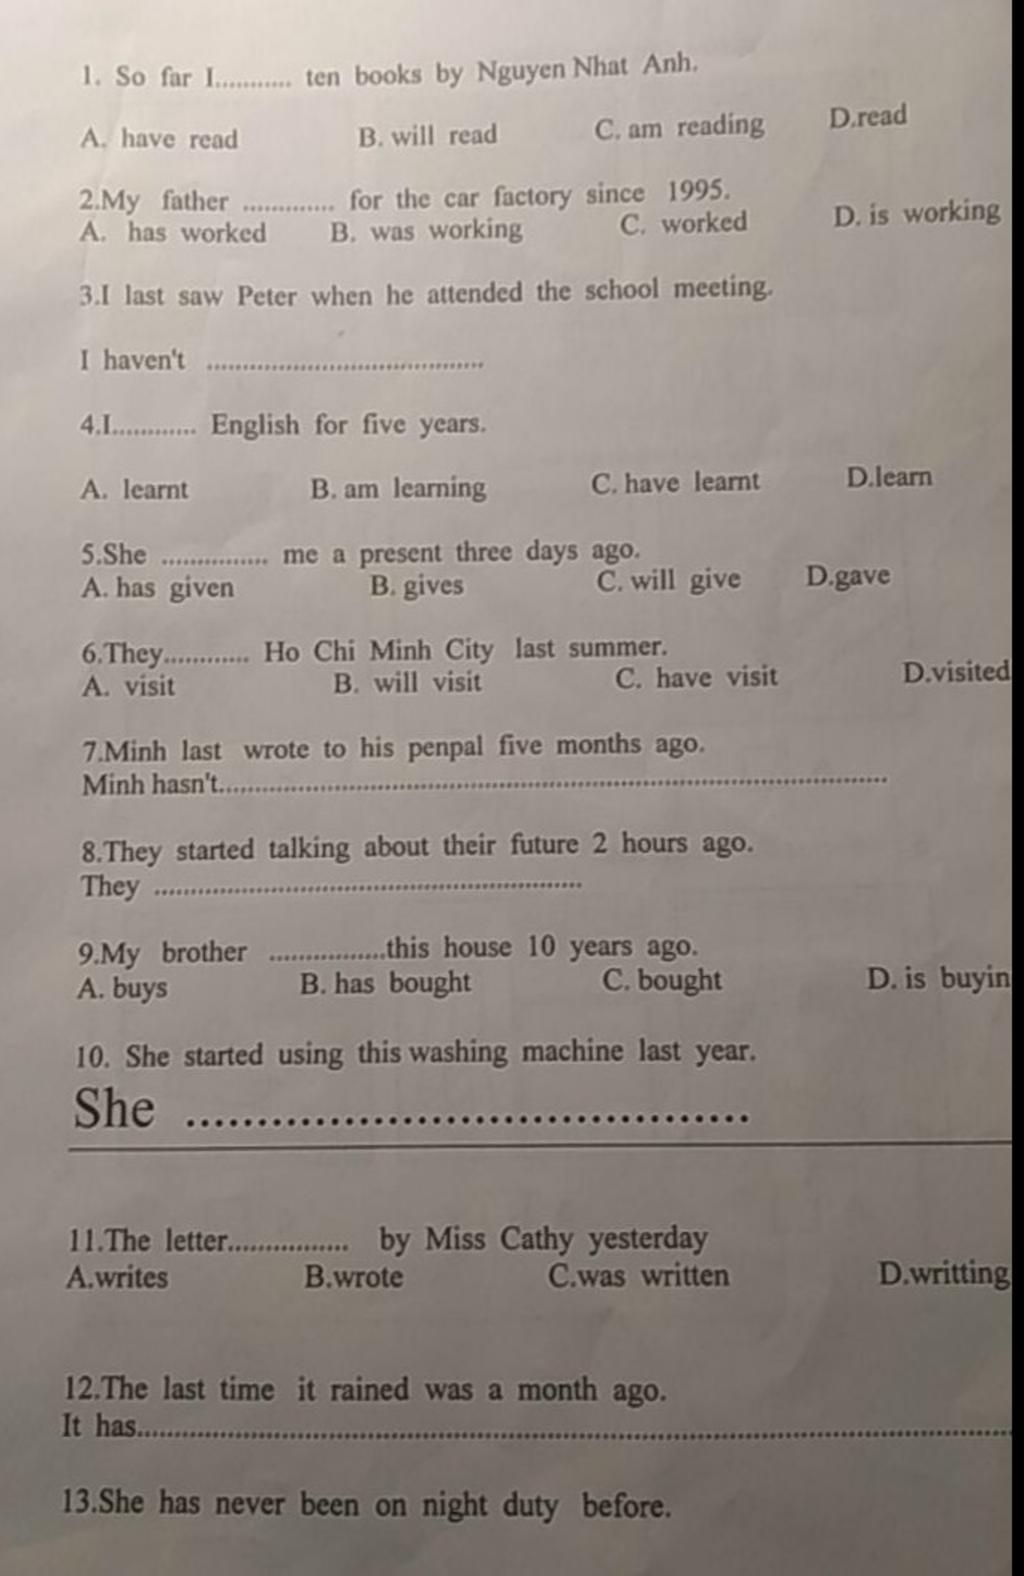 1. So far I........... ten books by Nguyen Nhat Anh.
A. have read B. will read C. am reading D.read
2.My father ............. for the car factory since 1995.
A. has worked B. was working C. worked D. is working
3.I last saw Peter when he attended the school meeting.
I haven't ......................................
4.I............ English for five years.
A. learnt B. am learning C. have learnt D.learn
5.She ............... me a present three days ago.
A. has given B. gives C. will give D.gave
6.They............ Ho Chi Minh City last summer.
A. visit B. will visit C. have visit D.visited
7.Minh last wrote to his penpal five months ago.
Minh hasn't...........................................................................................
8.They started talking about their future 2 hours ago.
They ...........................................................
9.My brother ................this house 10 years ago.
A. buys B. has bought C. bought D. is buyin
10. She started using this washing machine last year.
She .......................................
11.The letter................. by Miss Cathy yesterday
A.writes B.wrote C.was written D.writting
12.The last time it rained was a month ago.
It has.........................................................................................................................
13.She has never been on night duty before.